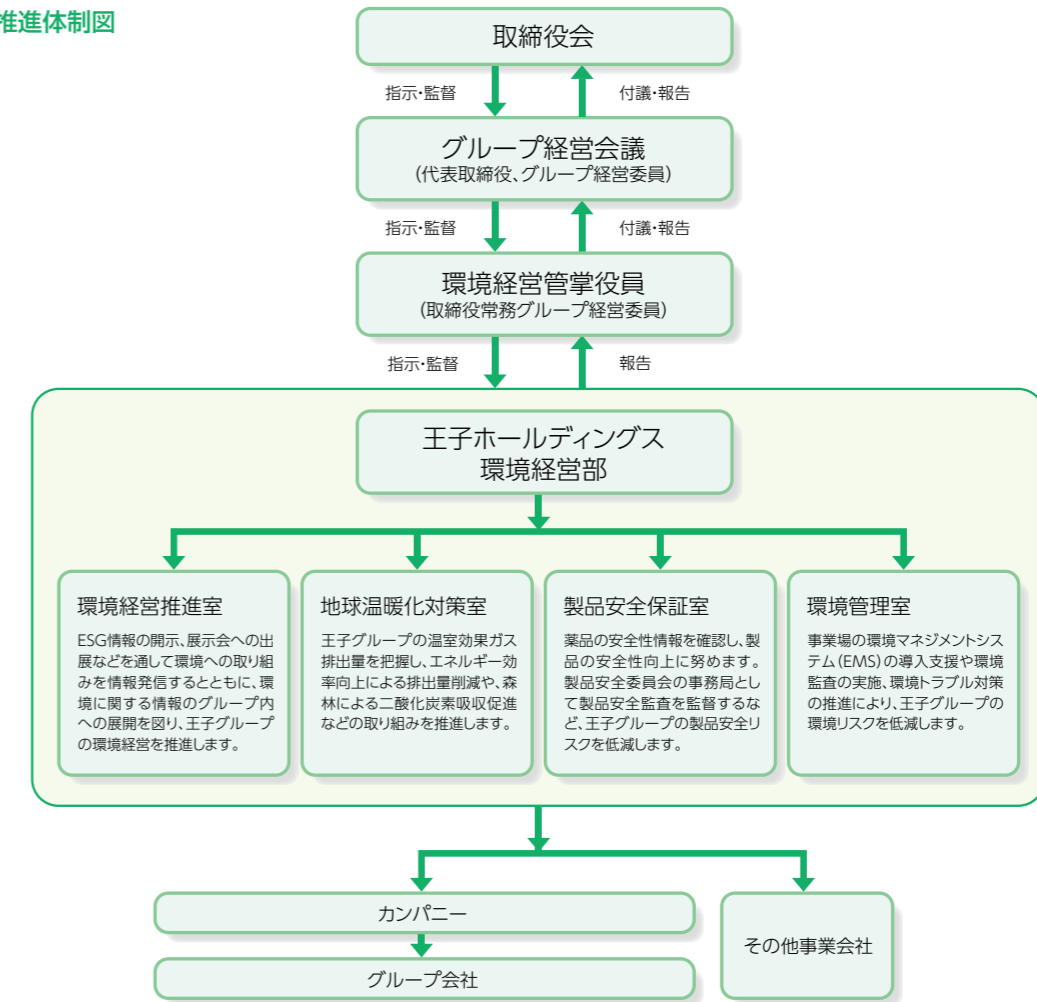 推進体制図
取締役会
指示・監督
付議・報告
グループ経営会議
(代表取締役、グループ経営委員)
指示・監督
付議・報告
環境経営管掌役員
(取締役常務グループ経営委員)
指示・監督
報告
王子ホールディングス
環境経営部
環境経営推進室
ESG情報の開示、展示会への出
展などを通して環境への取り組
みを情報発信するとともに、環
境に関する情報のグループ内
への展開を図り、王子グループ
の環境経営を推進します。
地球温暖化対策室
王子グループの温室効果ガス
排出量を把握し、エネルギー効
率向上による排出量削減や、森
林による二酸化炭素吸収促進
などの取り組みを推進します。
製品安全保証室
薬品の安全性情報を確認し、製
品の安全性向上に努めます。
製品安全委員会の事務局とし
て製品安全監査を監督するな
ど、王子グループの製品安全リ
スクを低減します。
環境管理室
事業場の環境マネジメントシス
テム(EMS)の導入支援や環境
監査の実施、環境トラブル対策
の推進により、王子グループの
環境リスクを低減します。
カンパニー
グループ会社
その他事業会社